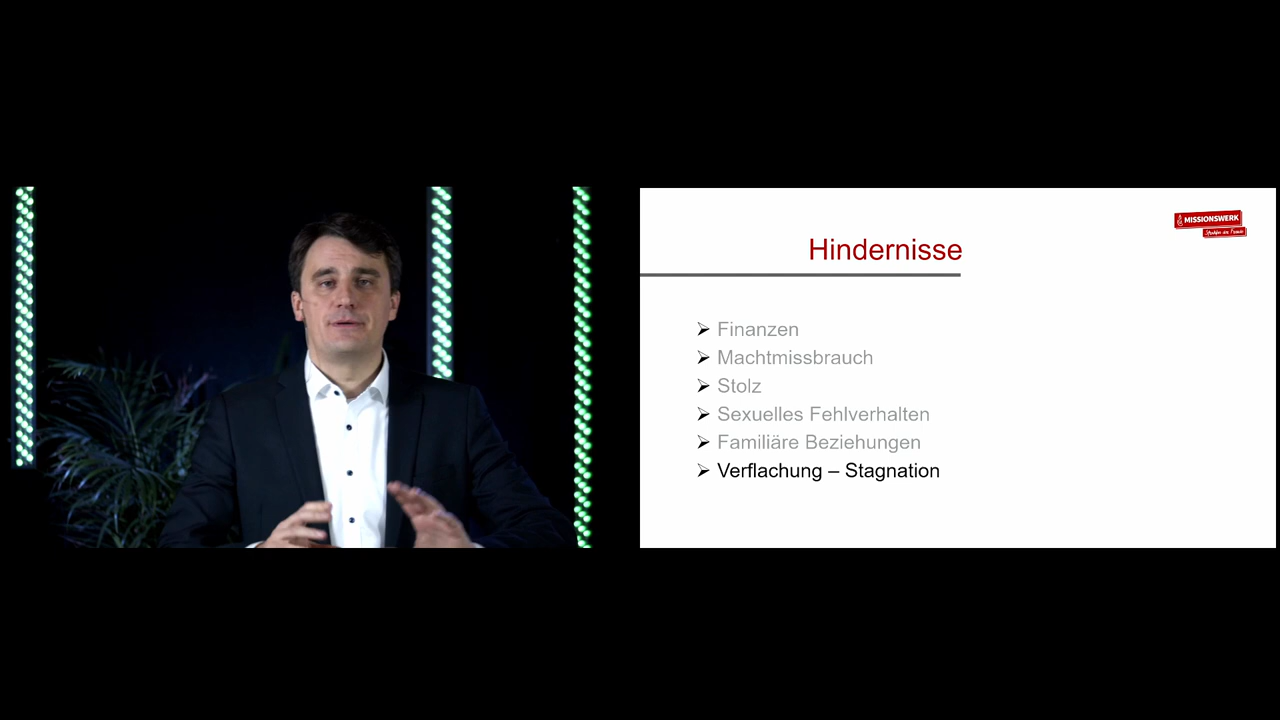 MISSIONSWERK
Hindernisse
Finanzen
Machtmissbrauch
Stolz
Sexuelles Fehlverhalten
Familiäre Beziehungen
Verflachung – Stagnation